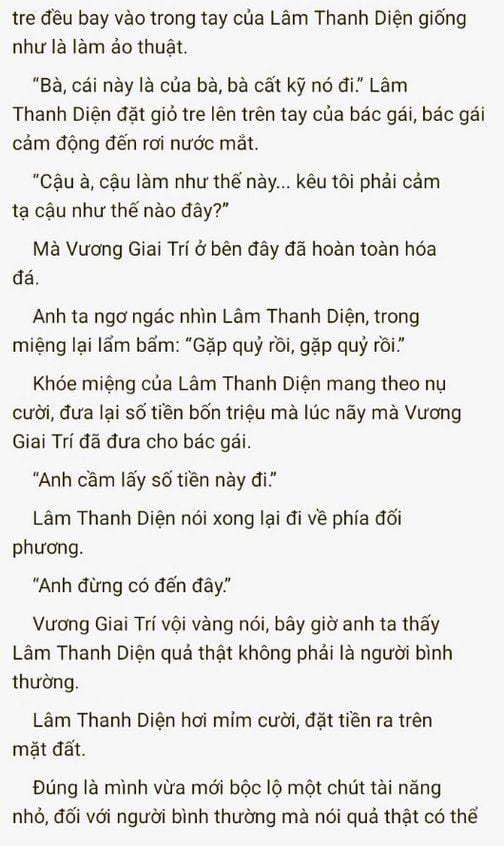 tre đều bay vào trong tay của Lâm Thanh Diện giống
như là làm ảo thuật.
“Bà, cái này là của bà, bà cất kỹ nó đi.” Lâm
Thanh Diện đặt giỏ tre lên trên tay của bác gái, bác gái
cảm động đến rơi nước mắt.
“Cậu à, cậu làm như thế này... kêu tôi phải cảm
tạ cậu như thế nào đây?”
Mà Vương Giai Trí ở bên đây đã hoàn toàn hóa
đá.
Anh ta ngơ ngác nhìn Lâm Thanh Diện, trong
miệng lại lẩm bẩm: “Gặp quỷ rồi, gặp quỷ rồi.”
Khóe miệng của Lâm Thanh Diện mang theo nụ
cười, đưa lại số tiền bốn triệu mà lúc nãy mà Vương
Giai Trí đã đưa cho bác gái.
“Anh cầm lấy số tiền này đi.”
Lâm Thanh Diện nói xong lại đi về phía đối
phương.
“Anh đừng có đến đây.”
Vương Giai Trí vội vàng nói, bây giờ anh ta thấy
Lâm Thanh Diện quả thật không phải là người bình
thường.
Lâm Thanh Diện hơi mỉm cười, đặt tiền ra trên
mặt đất.
Đúng là mình vừa mới bộc lộ một chút tài năng
nhỏ, đối với người bình thường mà nói quả thật có thể